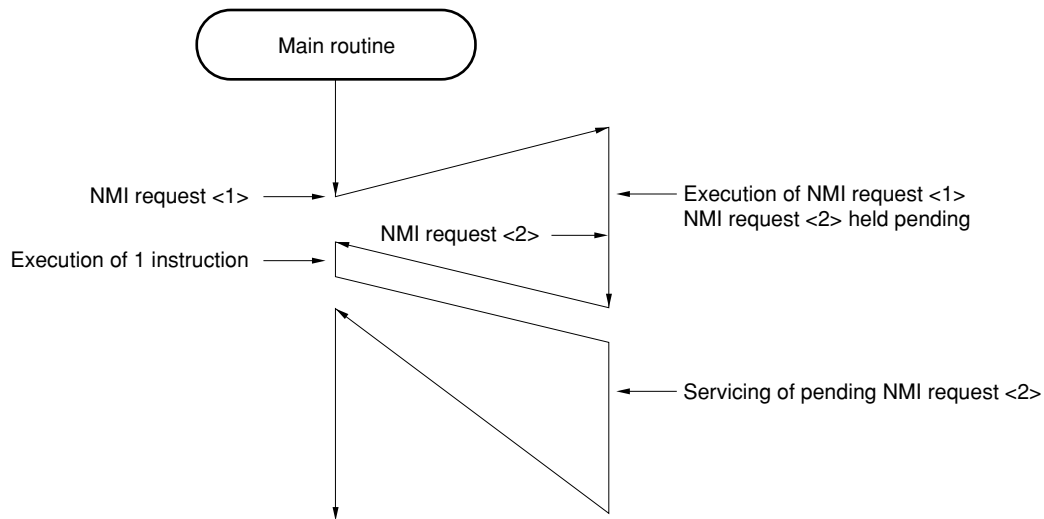 Main routine
NMI request <1>
Execution of NMI request <1>
NMI request <2> held pending
NMI request <2>
Execution of 1 instruction
Servicing of pending NMI request <2>